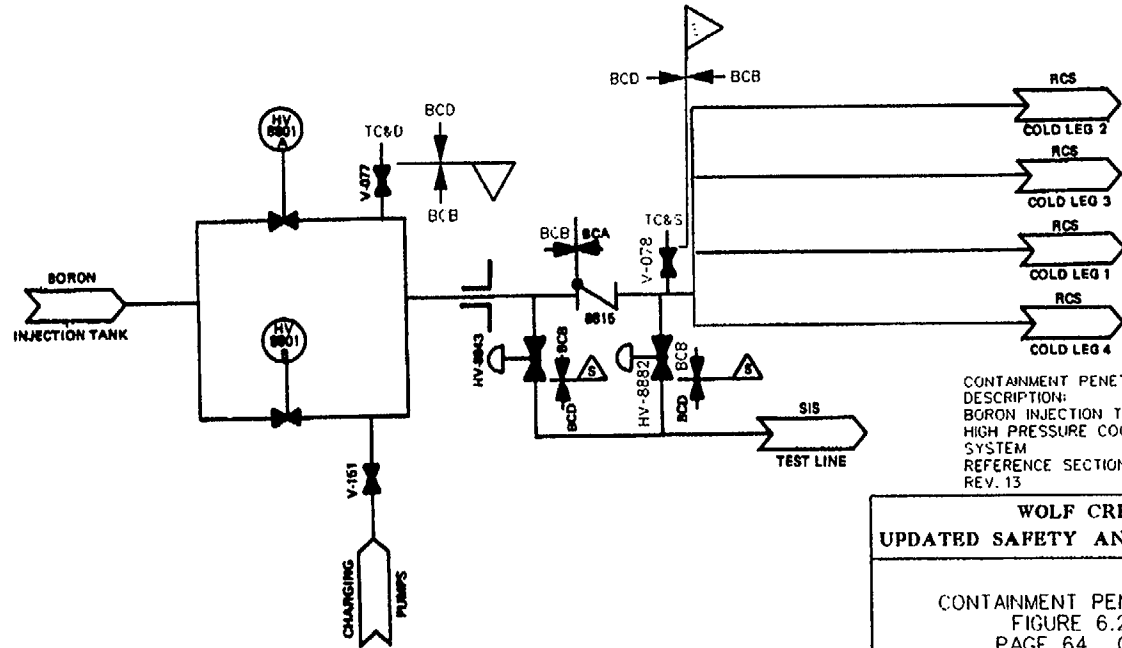 BCD
BCB
RCS
COLD LEG 2
RCS
COLD LEG 3
RCS
COLD LEG 1
RCS
COLD LEG 4
HV
8801
A
TC&D
V-077
BCD
BCB
BCB
BCA
TC&S
V-078
BORON
INJECTION TANK
HV
8801
B
8815
HV-8843
BCB
BCD
S
HV-8882
BCB
BCD
S
SIS
TEST LINE
V-151
CHARGING
PUMPS
CONTAINMENT PENET
DESCRIPTION:
BORON INJECTION T
HIGH PRESSURE COO
SYSTEM
REFERENCE SECTION
REV. 13
WOLF CRE
UPDATED SAFETY AN
CONTAINMENT PEN
FIGURE 6.2
PAGE 64